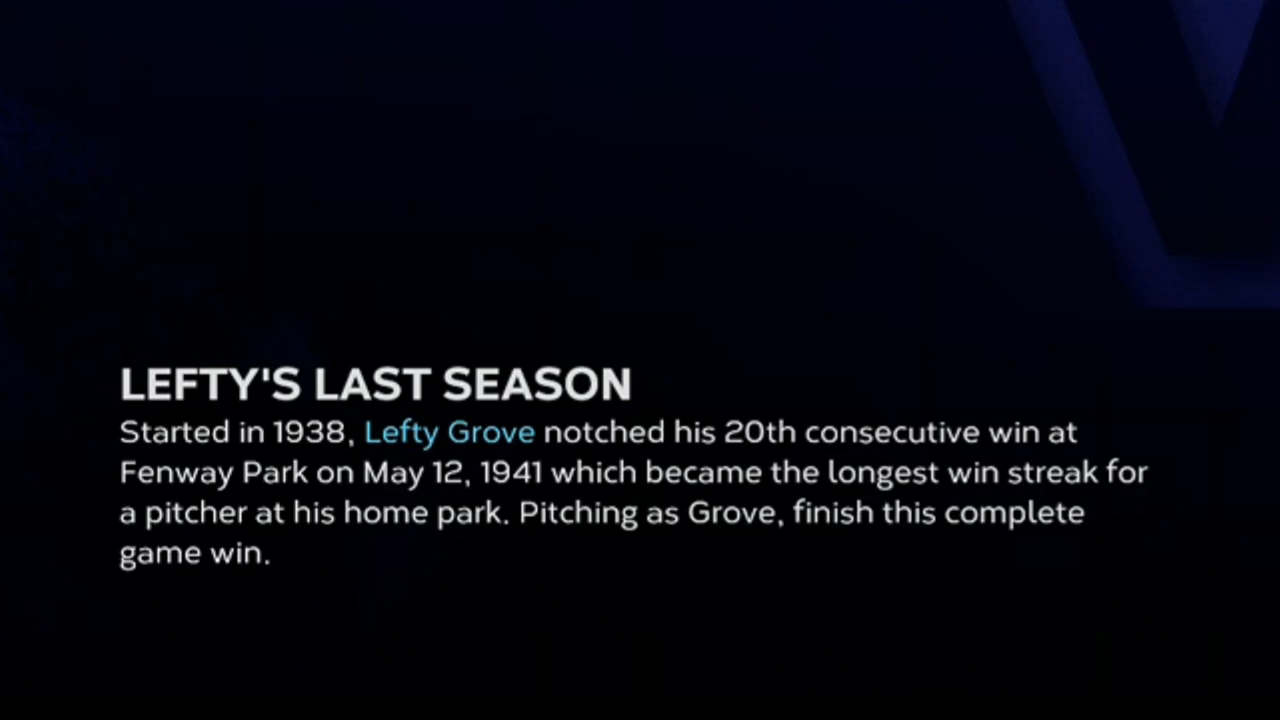 LEFTY'S LAST SEASON
Started in 1938, Lefty Grove notched his 20th consecutive win at
Fenway Park on May 12, 1941 which became the longest win streak for
a pitcher at his home park. Pitching as Grove, finish this complete
game win.